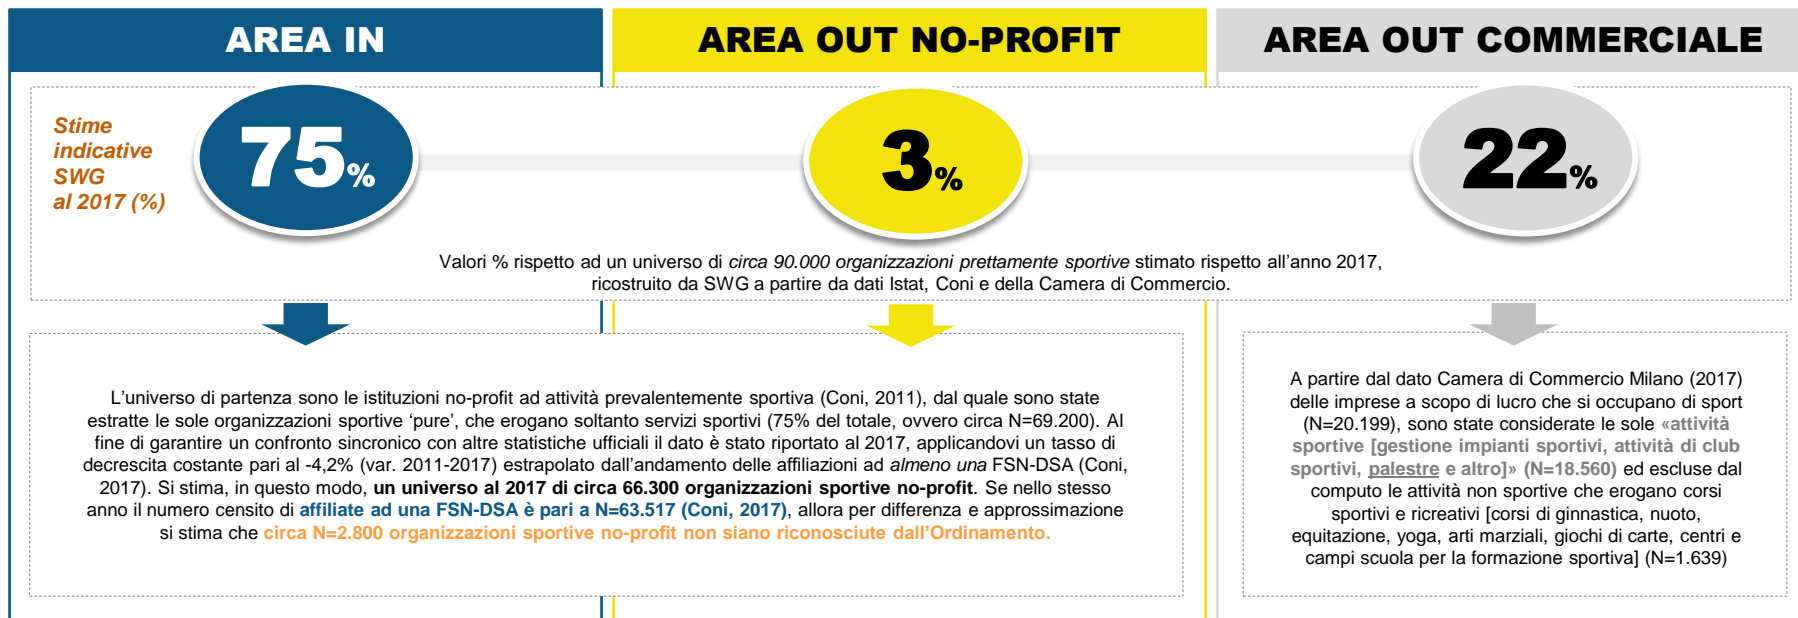 AREA IN
AREA OUT NO-PROFIT
AREA OUT COMMERCIALE
Stime
indicative
SWG
al 2017 (%)
75%
3%
22%
Valori % rispetto ad un universo di circa 90.000 organizzazioni prettamente sportive stimato rispetto all'anno 2017,
ricostruito da SWG a partire da dati Istat, Coni e della Camera di Commercio.
L'universo di partenza sono le istituzioni no-profit ad attività prevalentemente sportiva (Coni, 2011), dal quale sono state
estratte le sole organizzazioni sportive 'pure', che erogano soltanto servizi sportivi (75% del totale, ovvero circa N=69.200). Al
fine di garantire un confronto sincronico con altre statistiche ufficiali il dato è stato riportato al 2017, applicandovi un tasso di
decrescita costante pari al -4,2% (var. 2011-2017) estrapolato dall'andamento delle affiliazioni ad almeno una FSN-DSA (Coni,
2017). Si stima, in questo modo, un universo al 2017 di circa 66.300 organizzazioni sportive no-profit. Se nello stesso
anno il numero censito di affiliate ad una FSN-DSA è pari a N=63.517 (Coni, 2017), allora per differenza e approssimazione
si stima che circa N=2.800 organizzazioni sportive no-profit non siano riconosciute dall'Ordinamento.
A partire dal dato Camera di Commercio Milano (2017)
delle imprese a scopo di lucro che si occupano di sport
(N=20.199), sono state considerate le sole «attività
sportive [gestione impianti sportivi, attività di club
sportivi, palestre e altro]» (N=18.560) ed escluse dal
computo le attività non sportive che erogano corsi
sportivi e ricreativi [corsi di ginnastica, nuoto,
equitazione, yoga, arti marziali, giochi di carte, centri e
campi scuola per la formazione sportiva] (N=1.639)